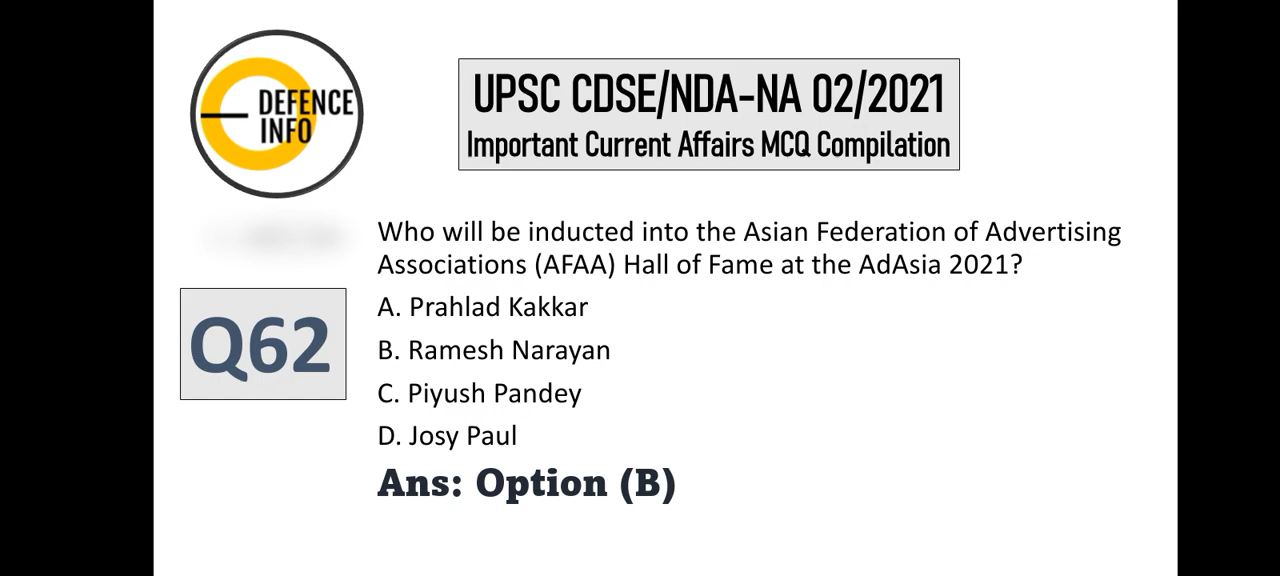 DEFENCE
INFO
UPSC CDSE/NDA-NA 02/2021
Important Current Affairs MCQ Compilation
Q62
Who will be inducted into the Asian Federation of Advertising
Associations (AFAA) Hall of Fame at the AdAsia 2021?
A. Prahlad Kakkar
B. Ramesh Narayan
C. Piyush Pandey
D. Josy Paul
Ans: Option (B)